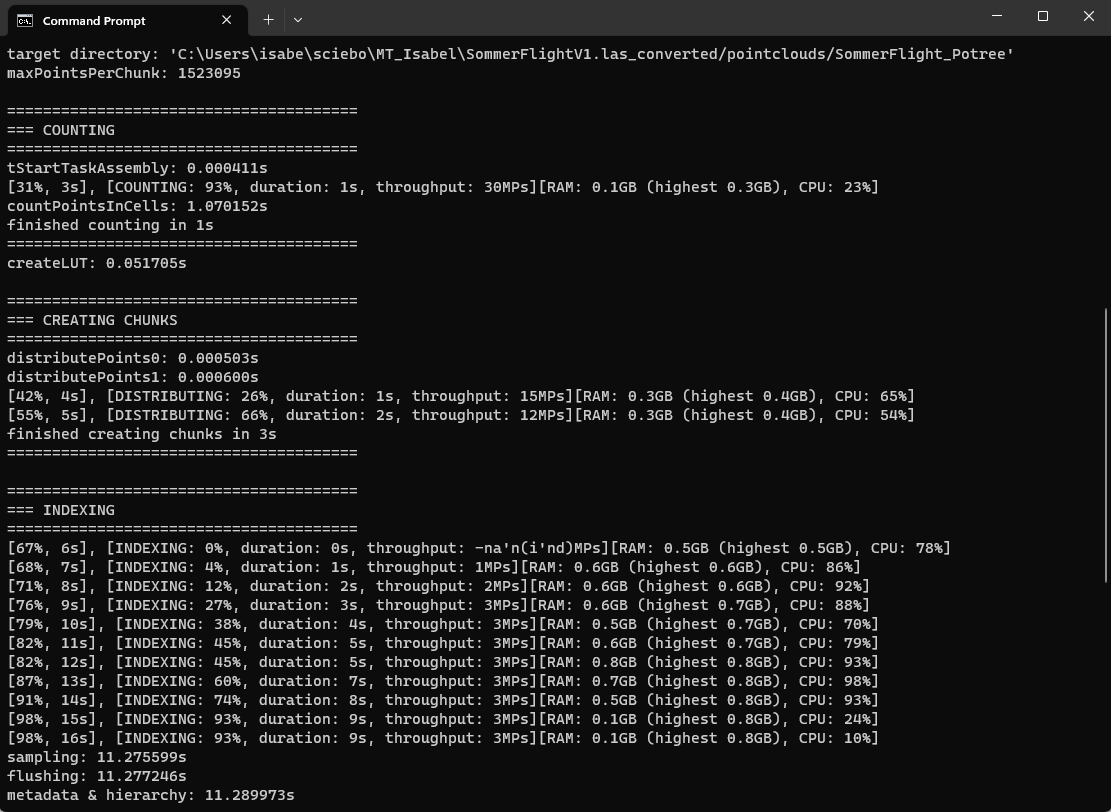 Command Prompt
target directory: 'C:\Users\isabe\sciebo\MT_Isabel\SommerFlightV1.las_converted/pointclouds/SommerFlight_Potree'
maxPointsPerChunk: 1523095
=======================================
=== COUNTING
=======================================
tStartTaskAssembly: 0.000411s
[31%, 3s], [COUNTING: 93%, duration: 1s, throughput: 30MPs][RAM: 0.1GB (highest 0.3GB), CPU: 23%]
countPointsInCells: 1.070152s
finished counting in 1s
=======================================
createLUT: 0.051705s
=======================================
=== CREATING CHUNKS
=======================================
distributePoints0: 0.000503s
distributePoints1: 0.000600s
[42%, 4s], [DISTRIBUTING: 26%, duration: 1s, throughput: 15MPs][RAM: 0.3GB (highest 0.4GB), CPU: 65%]
[55%, 5s], [DISTRIBUTING: 66%, duration: 2s, throughput: 12MPs][RAM: 0.3GB (highest 0.4GB), CPU: 54%]
finished creating chunks in 3s
=======================================
=======================================
=== INDEXING
=======================================
[67%, 6s], [INDEXING: 0%, duration: 0s, throughput: -na'n(i'nd)MPs][RAM: 0.5GB (highest 0.5GB), CPU: 78%]
[68%, 7s], [INDEXING: 4%, duration: 1s, throughput: 1MPs][RAM: 0.6GB (highest 0.6GB), CPU: 86%]
[71%, 8s], [INDEXING: 12%, duration: 2s, throughput: 2MPs][RAM: 0.6GB (highest 0.6GB), CPU: 92%]
[76%, 9s], [INDEXING: 27%, duration: 3s, throughput: 3MPs][RAM: 0.6GB (highest 0.7GB), CPU: 88%]
[79%, 10s], [INDEXING: 38%, duration: 4s, throughput: 3MPs][RAM: 0.5GB (highest 0.7GB), CPU: 70%]
[82%, 11s], [INDEXING: 45%, duration: 5s, throughput: 3MPs][RAM: 0.6GB (highest 0.7GB), CPU: 79%]
[82%, 12s], [INDEXING: 45%, duration: 5s, throughput: 3MPs][RAM: 0.8GB (highest 0.8GB), CPU: 93%]
[87%, 13s], [INDEXING: 60%, duration: 7s, throughput: 3MPs][RAM: 0.7GB (highest 0.8GB), CPU: 98%]
[91%, 14s], [INDEXING: 74%, duration: 8s, throughput: 3MPs][RAM: 0.5GB (highest 0.8GB), CPU: 93%]
[98%, 15s], [INDEXING: 93%, duration: 9s, throughput: 3MPs][RAM: 0.1GB (highest 0.8GB), CPU: 24%]
[98%, 16s], [INDEXING: 93%, duration: 9s, throughput: 3MPs][RAM: 0.1GB (highest 0.8GB), CPU: 10%]
sampling: 11.275599s
flushing: 11.277246s
metadata & hierarchy: 11.289973s